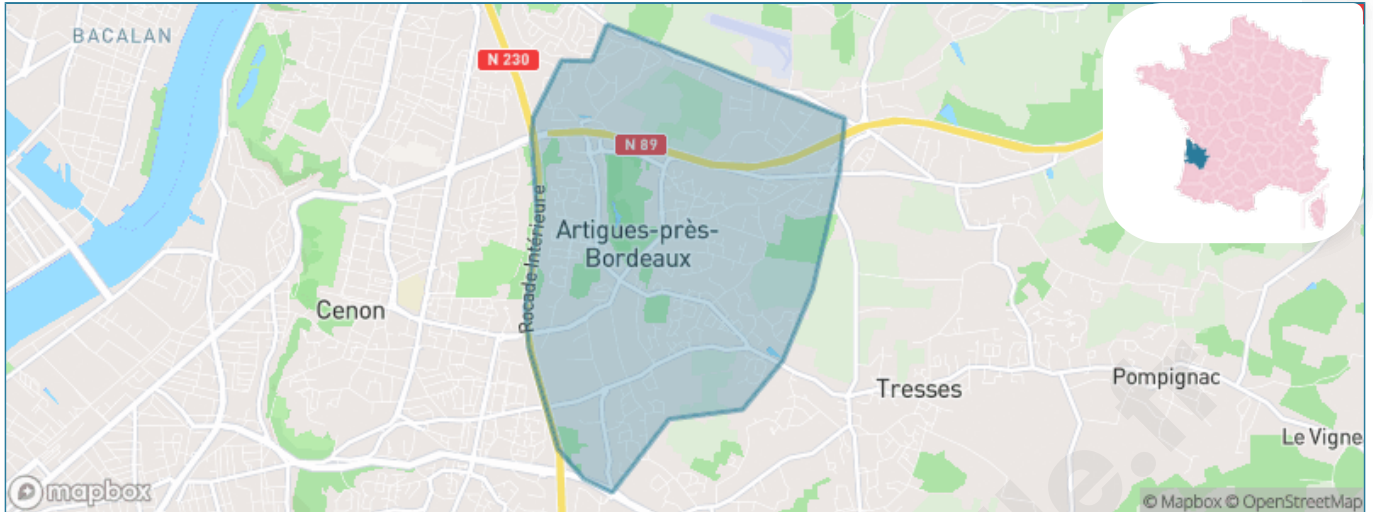 BACALAN
N 230
N 89
Rocade Intérieure
Artigues-près-
Bordeaux
Cenon
Tresses
Pompignac
Le Vigne
mapbox
© Mapbox © OpenStreetMap